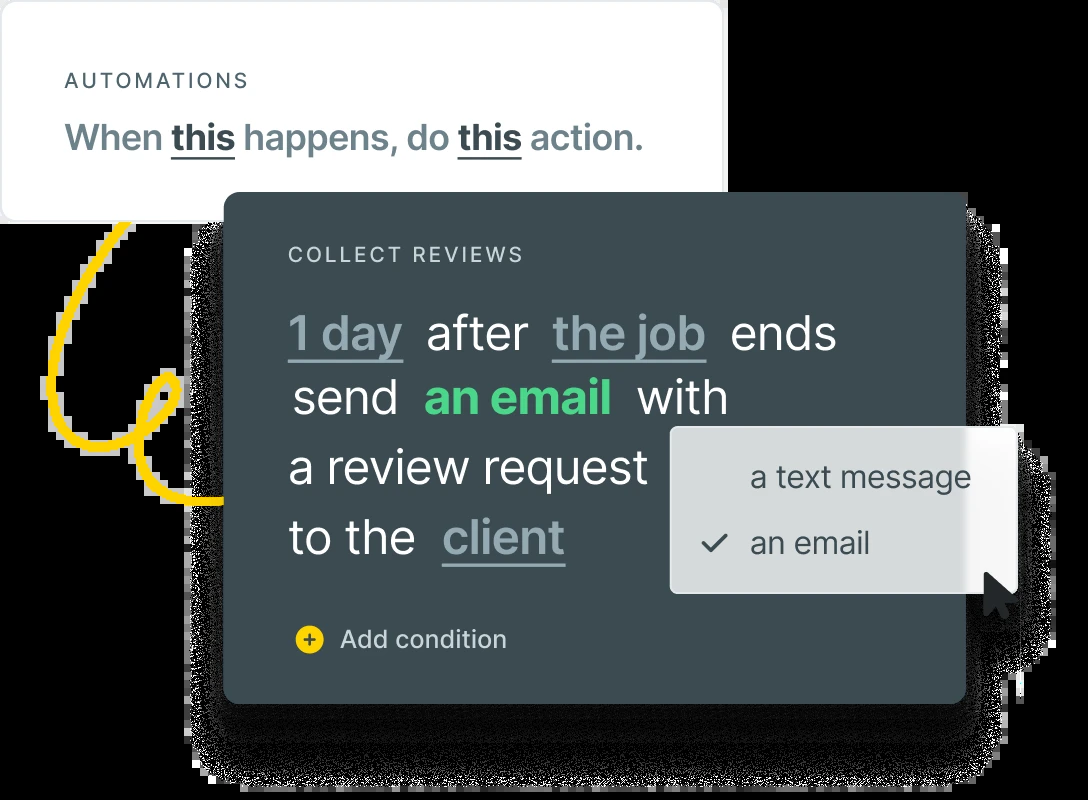 AUTOMATIONS
When this happens, do this action.
COLLECT REVIEWS
1 day after the job ends
send an email with
a review request
to the client
a text message
an email
Add condition